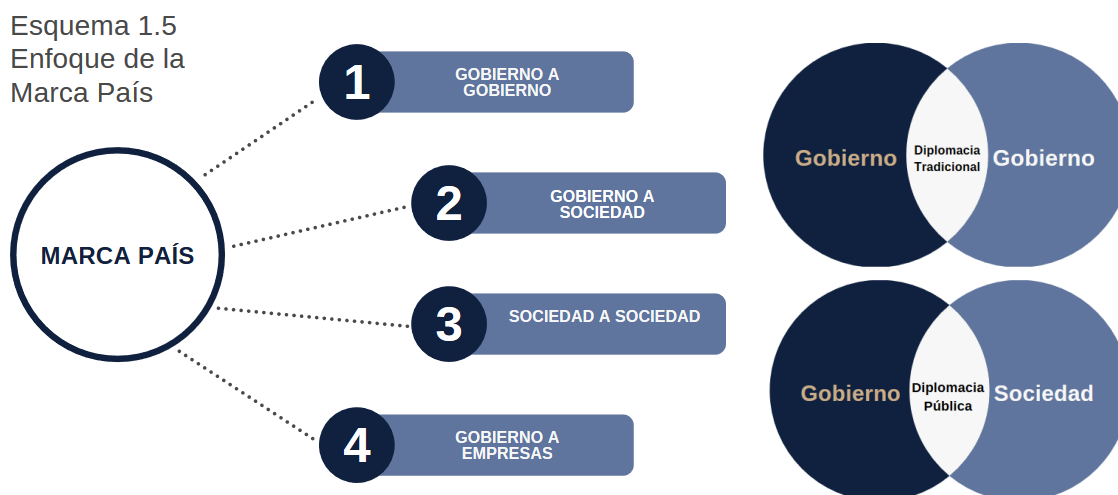 Esquema 1.5
Enfoque de la
Marca País
MARCA PAÍS
1
GOBIERNO A
GOBIERNO
2
GOBIERNO A
SOCIEDAD
3
SOCIEDAD A SOCIEDAD
4
GOBIERNO A
EMPRESAS
Gobierno
Diplomacia
Tradicional
Gobierno
Gobierno
Diplomacia
Pública
Sociedad